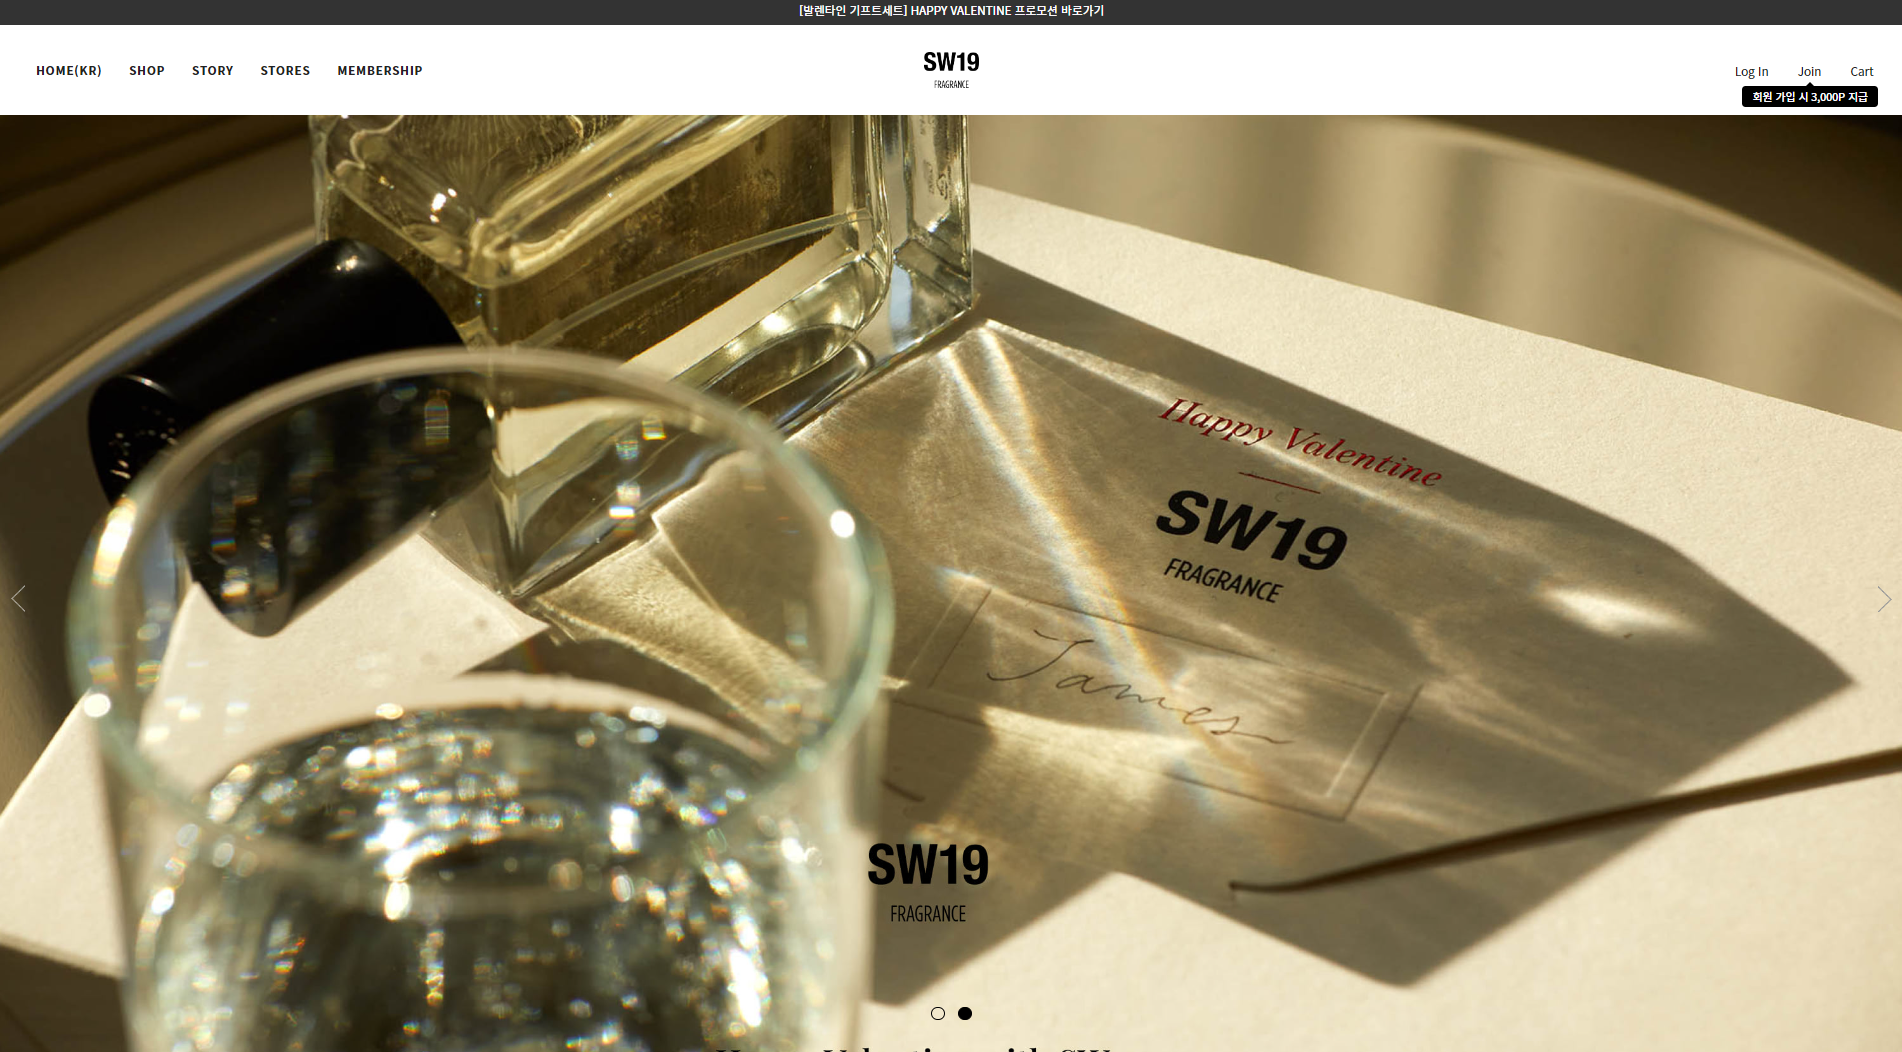 [발렌타인 기프트세트] HAPPY VALENTINE 프로모션 바로가기
HOME(KR) SHOP STORY STORES MEMBERSHIP
SW19
FRAGRANCE
Log In Join Cart
회원 가입 시 3,000P 지급
Happy Valentine
SW19
FRAGRANCE
James
SW19
FRAGRANCE